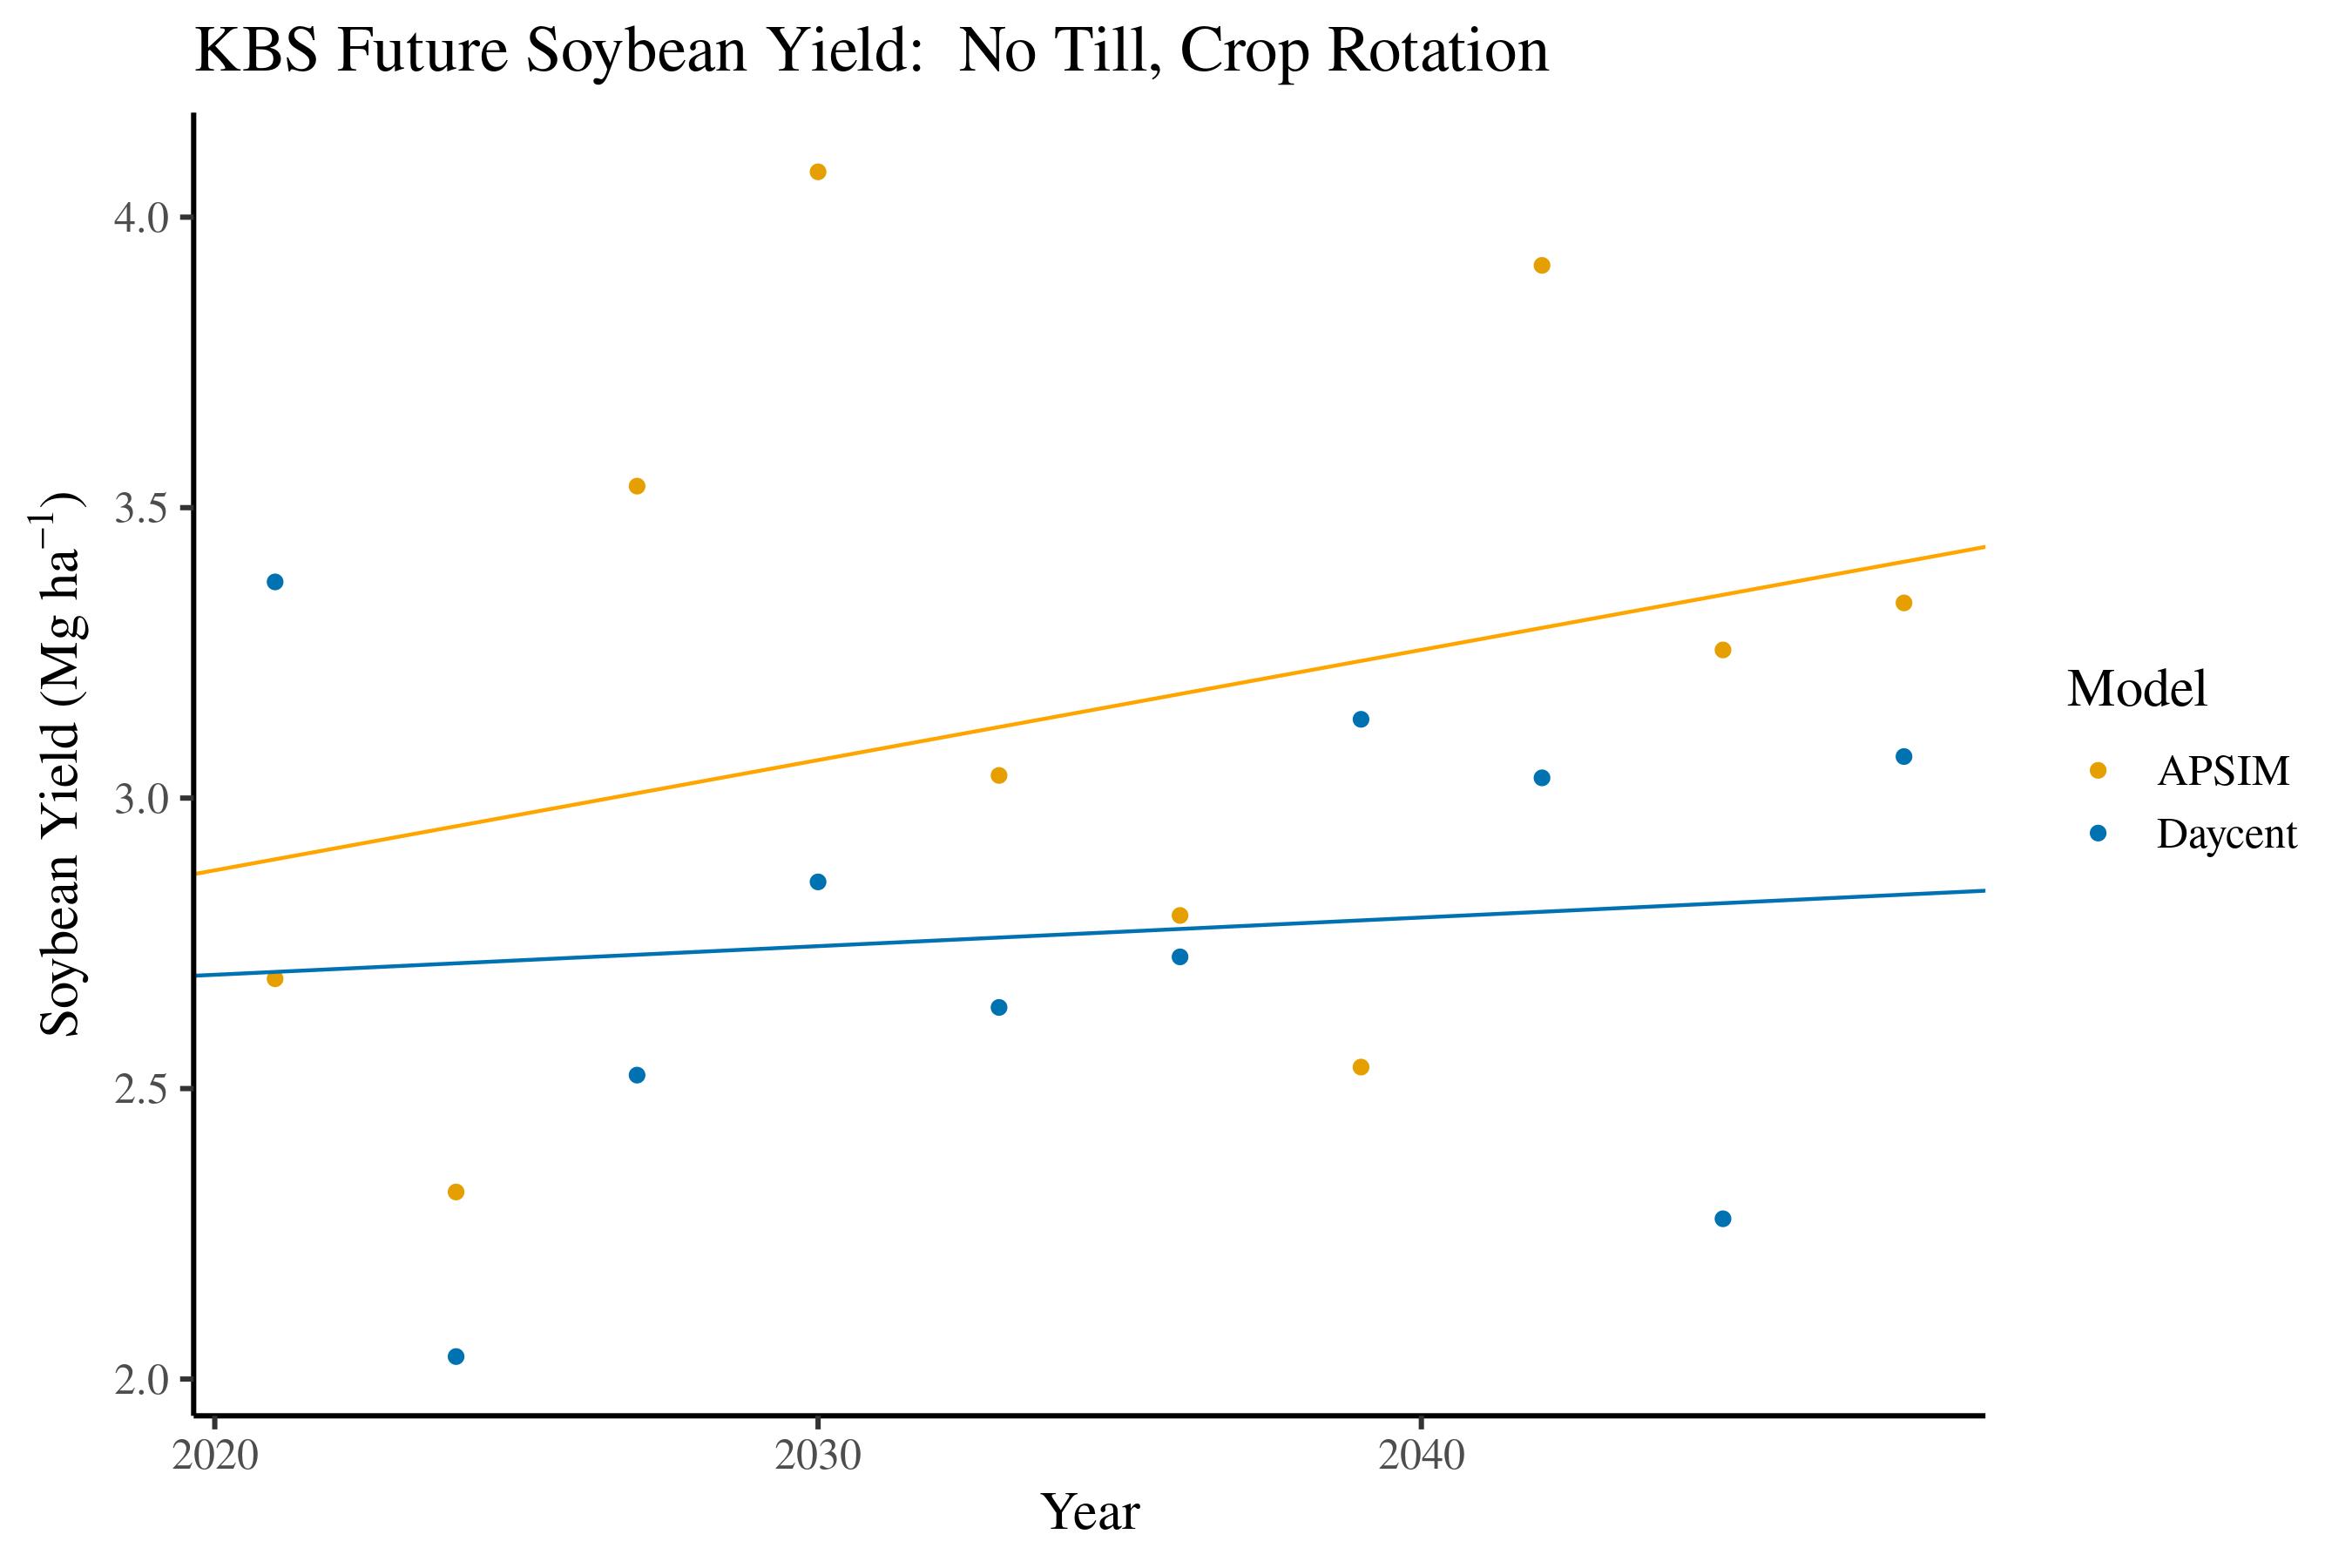 KBS Future Soybean Yield:  No Till, Crop Rotation
Soybean Yield (Mg ha⁻¹)
4.0
3.5
3.0
2.5
2.0
2020
2030
2040
Year
Model
APSIM
Daycent